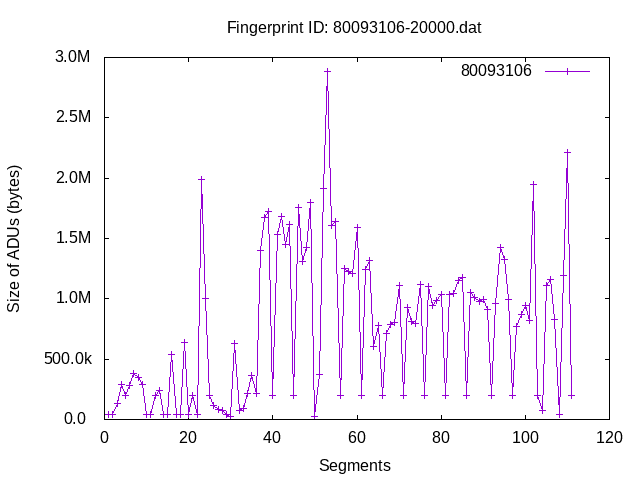 Fingerprint ID: 80093106-20000.dat
80093106
3.0M
2.5M
2.0M
1.5M
1.0M
500.0k
0.0
Size of ADUs (bytes)
0 20 40 60 80 100 120
Segments